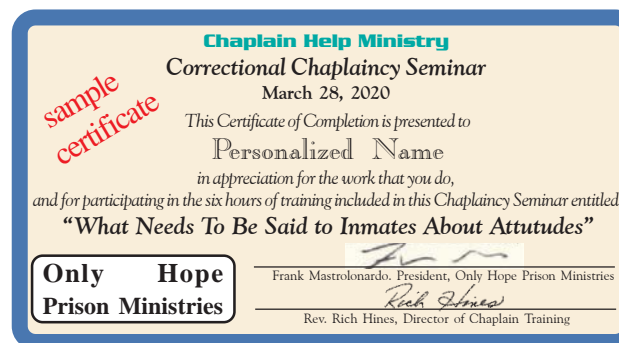 Chaplain Help Ministry
Correctional Chaplaincy Seminar
March 28, 2020
sample
certificate
This Certificate of Completion is presented to
Personalized Name
in appreciation for the work that you do,
and for participating in the six hours of training included in this Chaplaincy Seminar entitled
“What Needs To Be Said to Inmates About Attutudes”
Only Hope
Prison Ministries
Frank Mastrolonardo. President, Only Hope Prison Ministries
Rich Hines
Rev. Rich Hines, Director of Chaplain Training